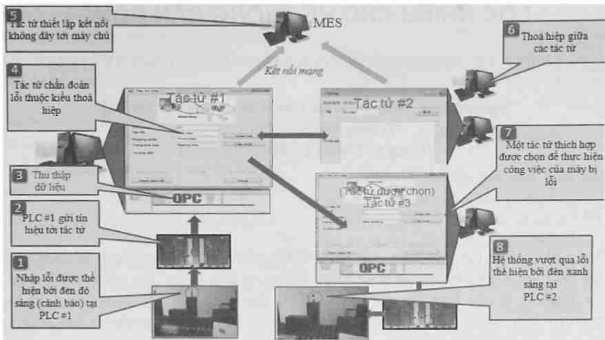 5
Tác tử thiết lập kết nối
không dây tới máy chủ
MES
6
Thoả hiệp giữa
các tác tử
Kết nối mạng
4
Tác tử chẩn đoán
lỗi thuộc kiểu thoả
hiệp
Tác tử #1
Tác tử #2
7
Một tác tử thích hợp
được chọn để thực hiện
công việc của máy bị
lỗi
3
Thu thập
dữ liệu
OPC
(Tác tử được chọn)
Tác tử #3
OPC
2
PLC #1 gửi tín
hiệu tới tác tử
1
Nhập lỗi được thể
hiện bởi đèn đỏ
sáng (cảnh báo) tại
PLC #1
8
Hệ thống vượt qua lỗi
thể hiện bởi đèn xanh
sáng tại
PLC #2